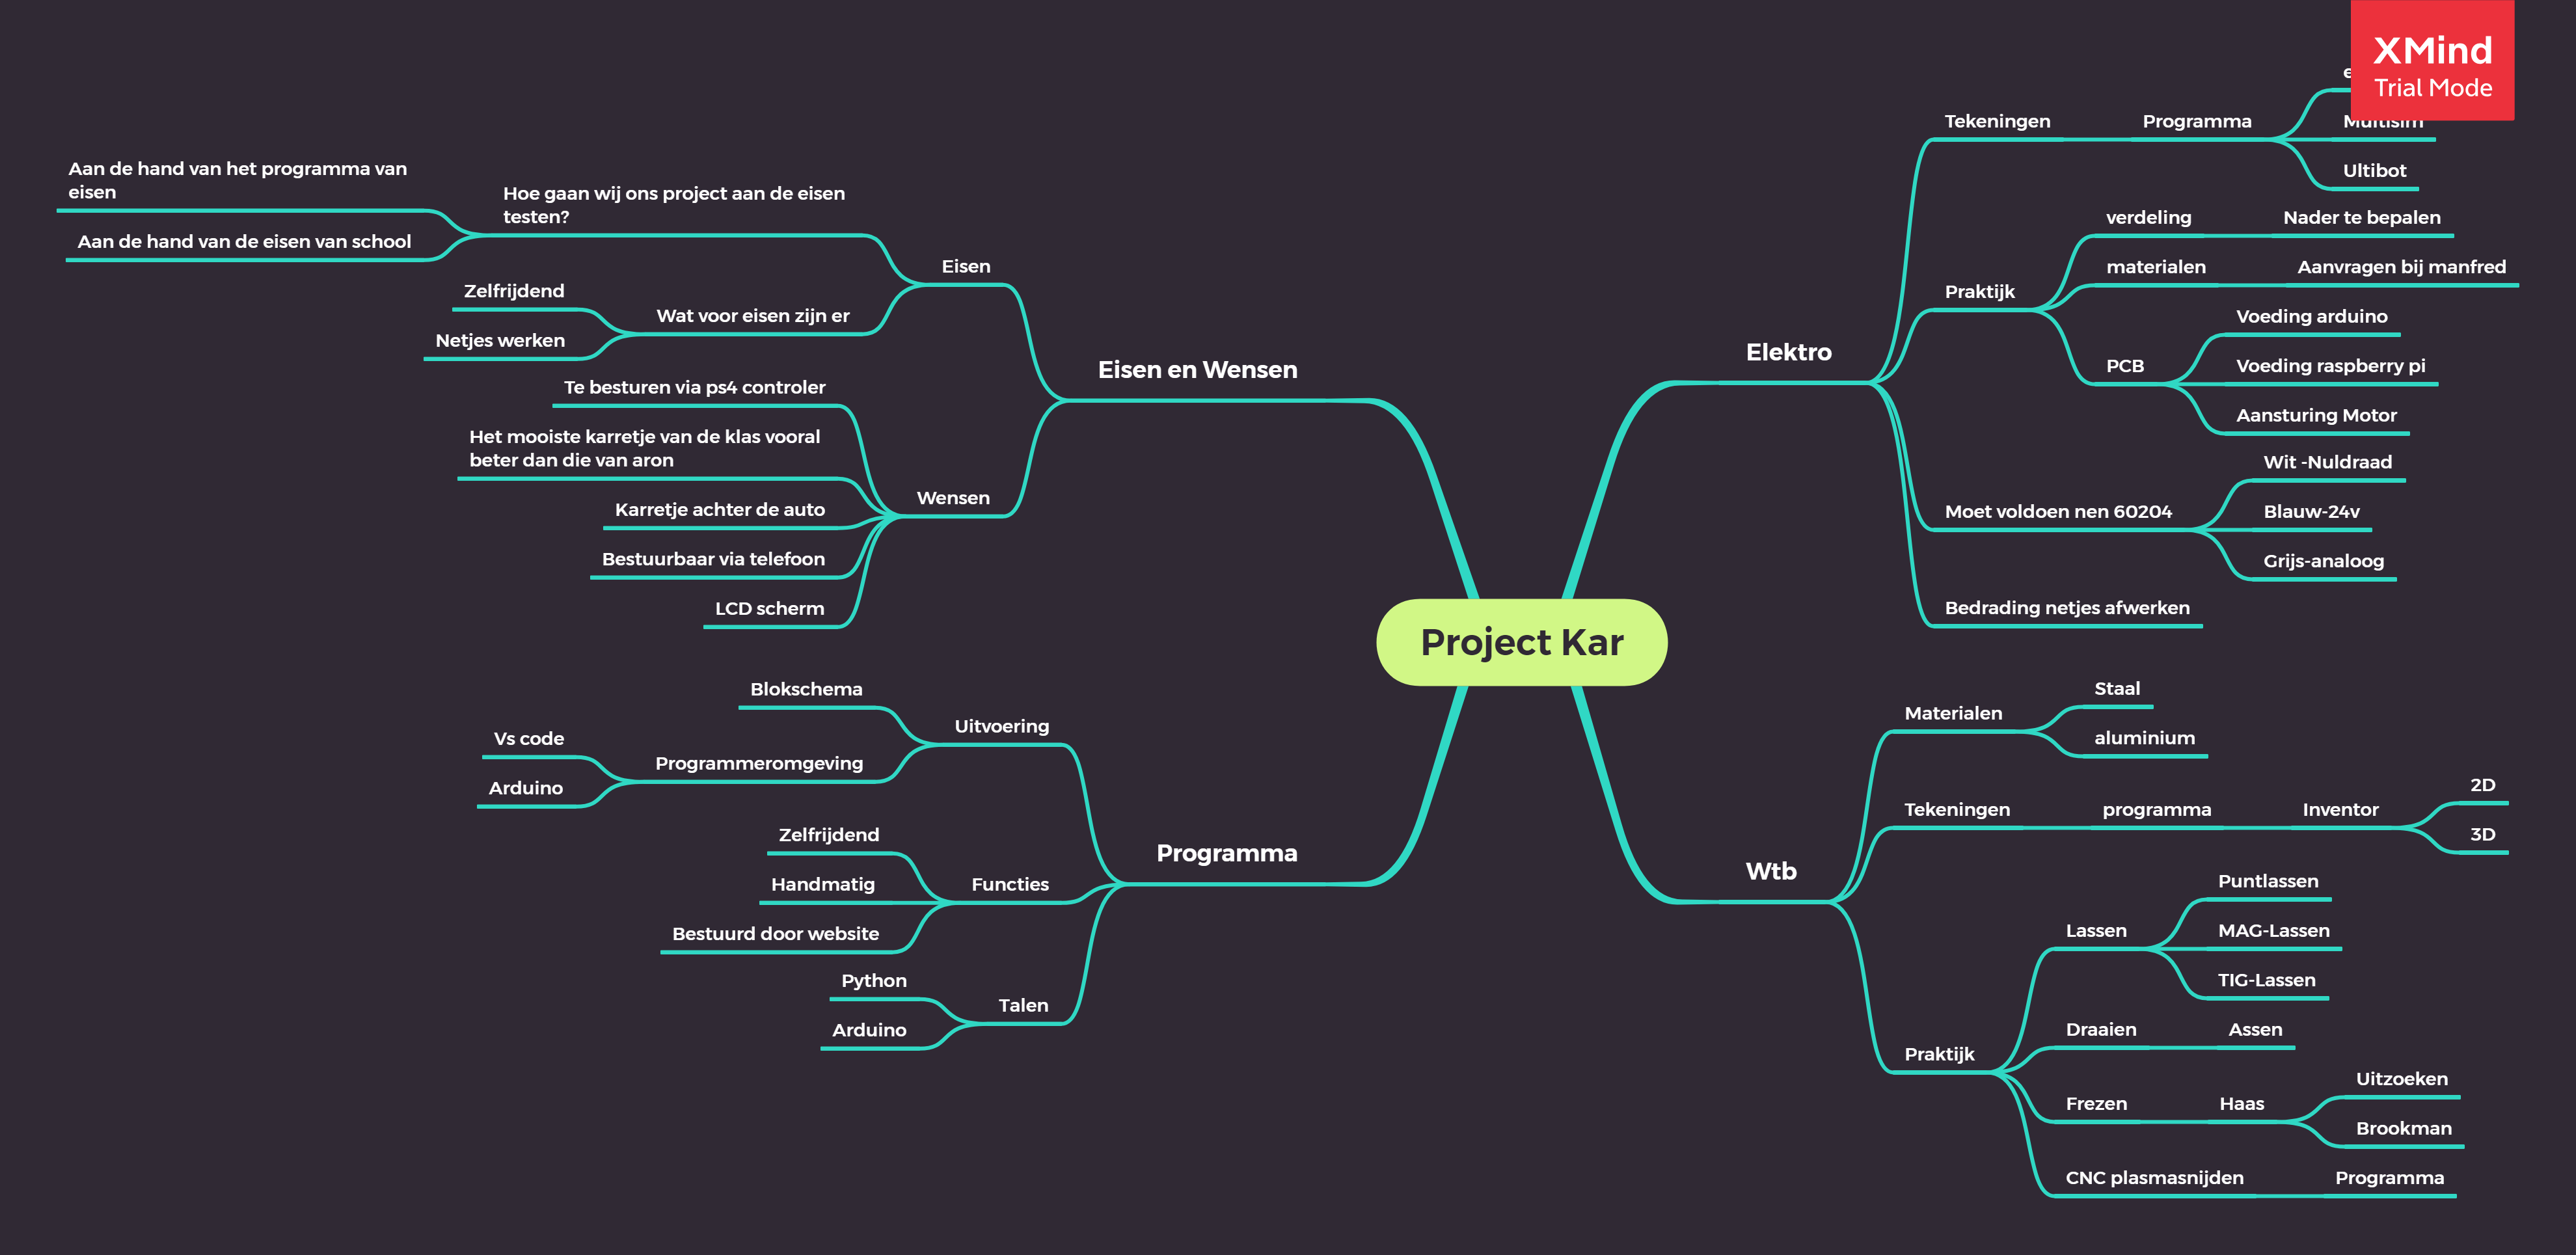 XMind
Trial Mode
Project Kar
Eisen en Wensen
Eisen
Hoe gaan wij ons project aan de eisen
testen?
Aan de hand van het programma van
eisen
Aan de hand van de eisen van school
Wat voor eisen zijn er
Zelfrijdend
Netjes werken
Wensen
Te besturen via ps4 controler
Het mooiste karretje van de klas vooral
beter dan die van aron
Karretje achter de auto
Bestuurbaar via telefoon
LCD scherm
Programma
Uitvoering
Blokschema
Programmeromgeving
Vs code
Arduino
Functies
Zelfrijdend
Handmatig
Bestuurd door website
Talen
Python
Arduino
Elektro
Tekeningen
Programma
Multisim
Ultibot
Praktijk
verdeling
Nader te bepalen
materialen
Aanvragen bij manfred
PCB
Voeding arduino
Voeding raspberry pi
Aansturing Motor
Moet voldoen nen 60204
Wit -Nuldraad
Blauw-24v
Grijs-analoog
Bedrading netjes afwerken
Wtb
Materialen
Staal
aluminium
Tekeningen
programma
Inventor
2D
3D
Praktijk
Lassen
Puntlassen
MAG-Lassen
TIG-Lassen
Draaien
Assen
Frezen
Haas
Uitzoeken
Brookman
CNC plasmasnijden
Programma